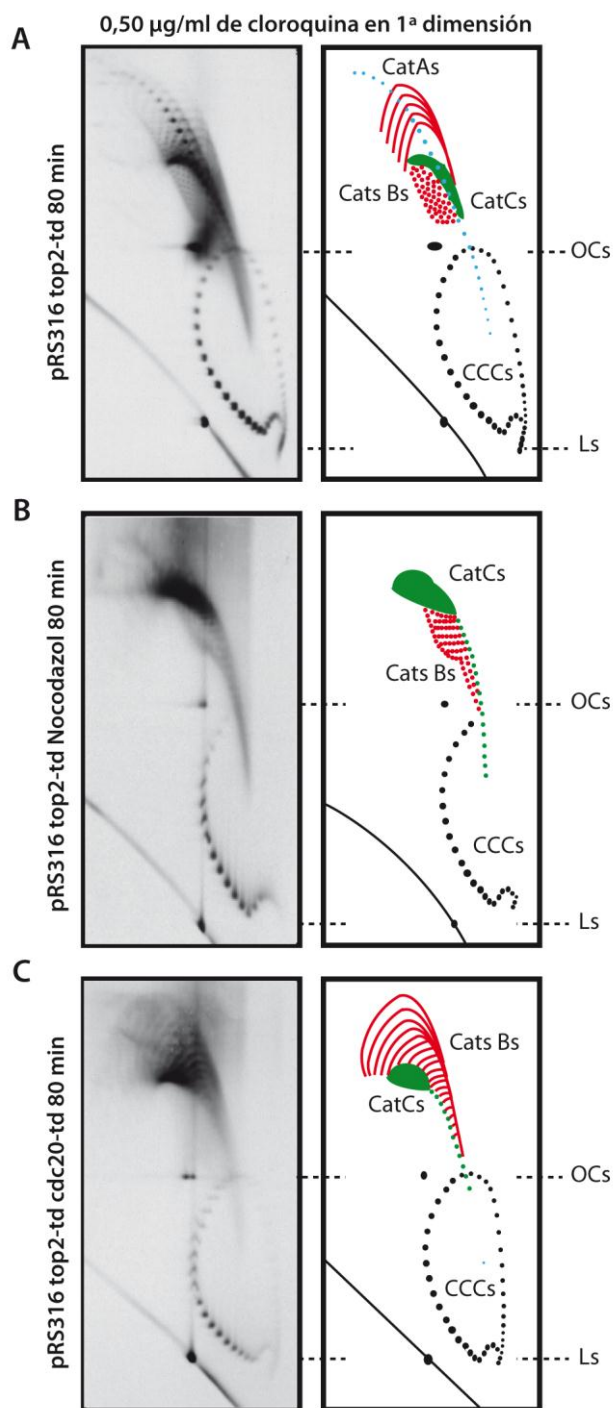 0,50 µg/ml de cloroquina en 1ª dimensión
A
pRS316 top2-td 80 min
CatAs
Cats Bs
CatCs
OCs
CCCs
Ls
B
pRS316 top2-td Nocodazol 80 min
CatCs
Cats Bs
OCs
CCCs
Ls
C
pRS316 top2-td cdc20-td 80 min
Cats Bs
CatCs
OCs
CCCs
Ls